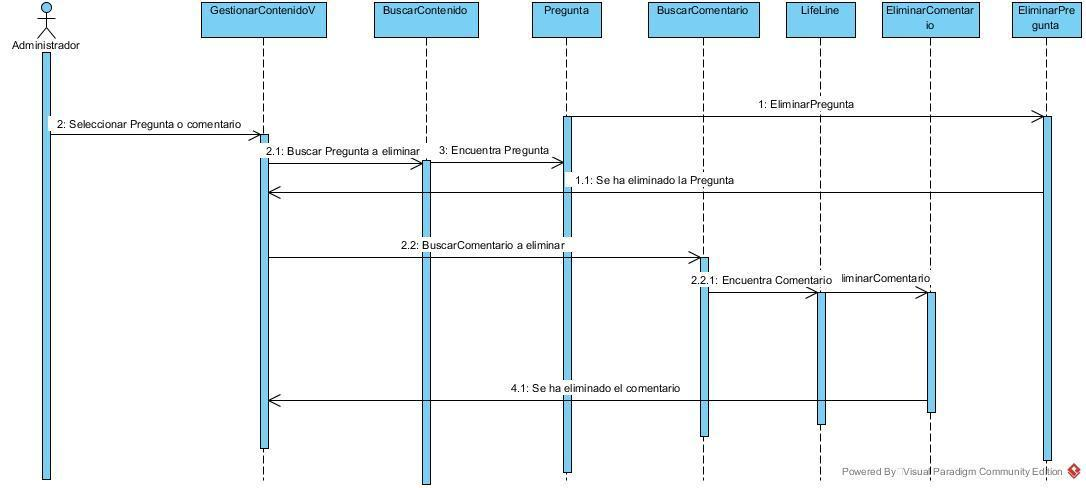 GestionarContenidoV
BuscarContenido
Pregunta
BuscarComentario
LifeLine
EliminarComentar
io
EliminarPre
gunta
Administrador
1: EliminarPregunta
2: Seleccionar Pregunta o comentario
2.1: Buscar Pregunta a eliminar
3: Encuentra Pregunta
1.1: Se ha eliminado la Pregunta
2.2: BuscarComentario a eliminar
2.2.1: Encuentra Comentario
liminarComentario
4.1: Se ha eliminado el comentario
Powered By Visual Paradigm Community Edition